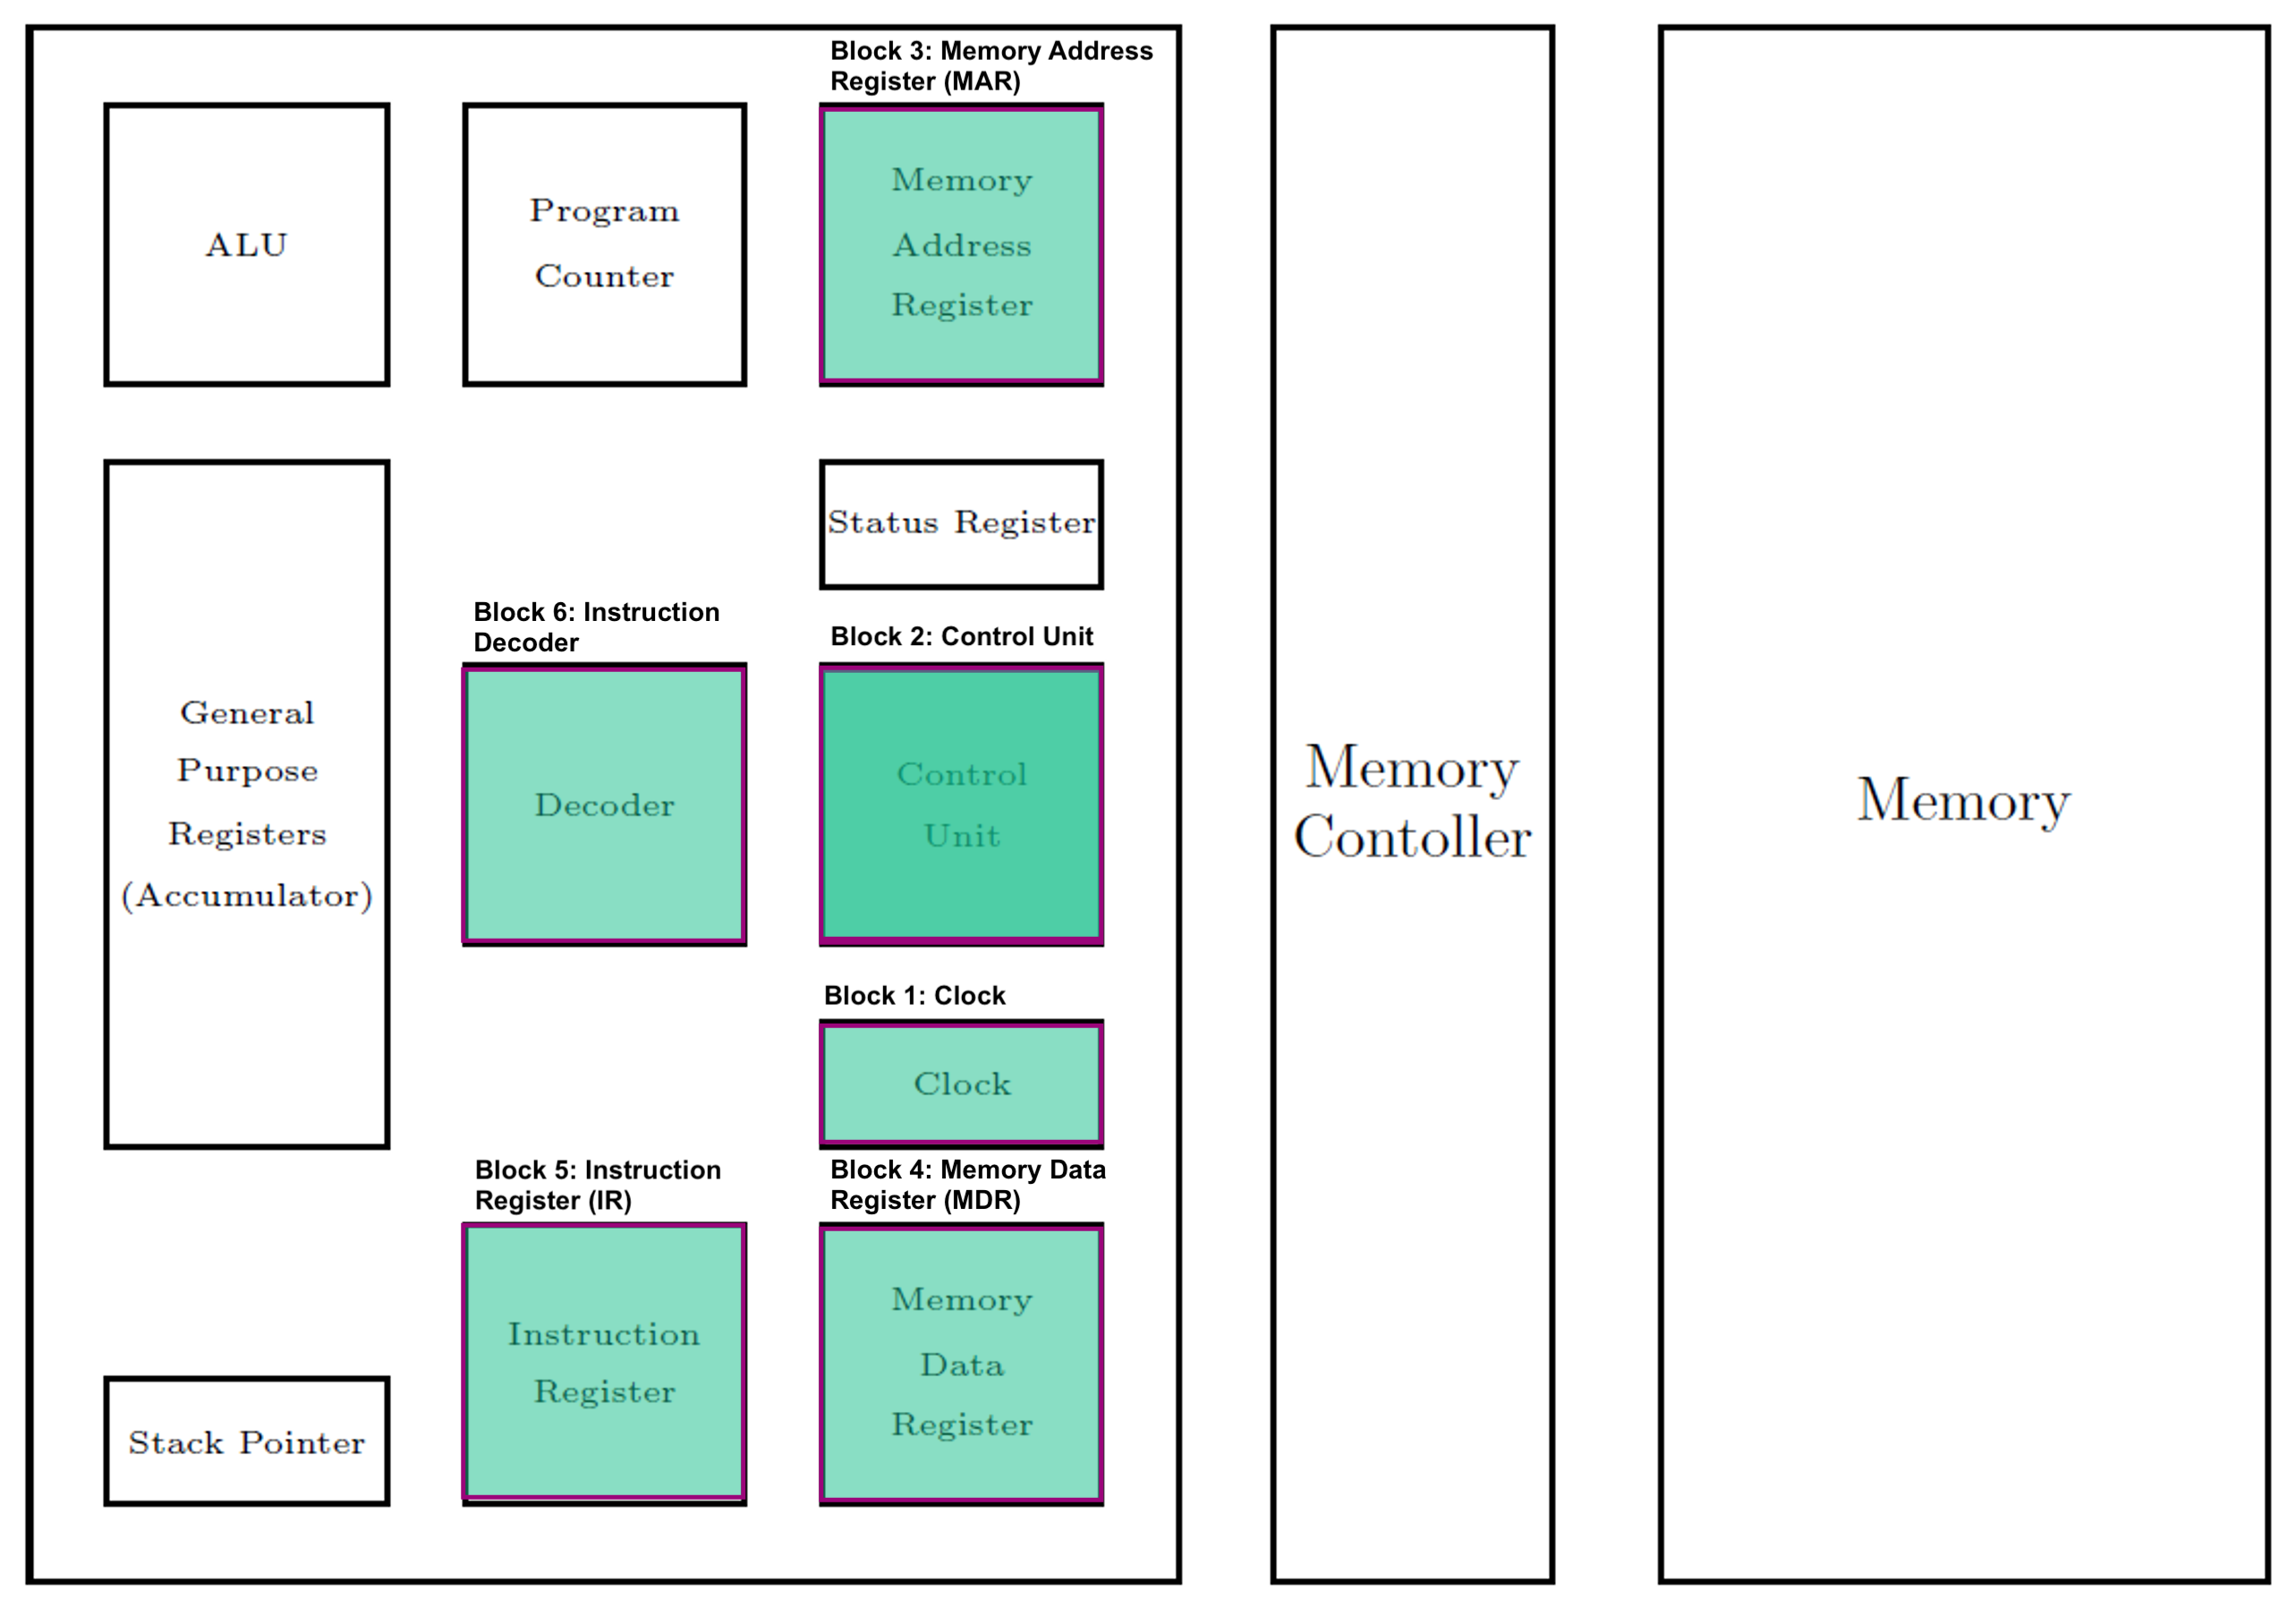 Block 3: Memory Address
Register (MAR)
ALU
Program
Counter
Memory
Address
Register
Status Register
Block 6: Instruction
Decoder
Block 2: Control Unit
General
Purpose
Registers
(Accumulator)
Decoder
Control
Unit
Block 1: Clock
Clock
Block 5: Instruction
Register (IR)
Block 4: Memory Data
Register (MDR)
Stack Pointer
Instruction
Register
Memory
Data
Register
Memory
Contoller
Memory